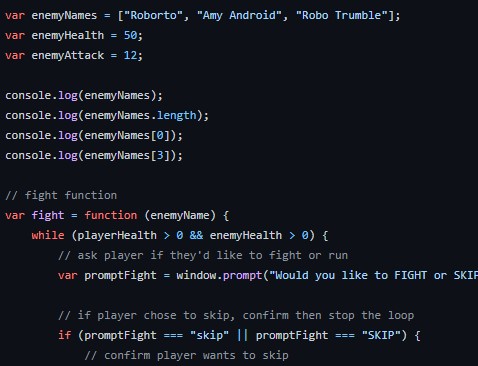 var enemyNames = ["Roborto", "Amy Android", "Robo Trumble"];
var enemyHealth = 50;
var enemyAttack = 12;
console.log(enemyNames);
console.log(enemyNames.length);
console.log(enemyNames[0]);
console.log(enemyNames[3]);
// fight function
var fight = function (enemyName) {
while (playerHealth > 0 && enemyHealth > 0) {
// ask player if they'd like to fight or run
var promptFight = window.prompt("Would you like to FIGHT or SKIP
// if player chose to skip, confirm then stop the loop
if (promptFight === "skip" || promptFight === "SKIP") {
// confirm player wants to skip